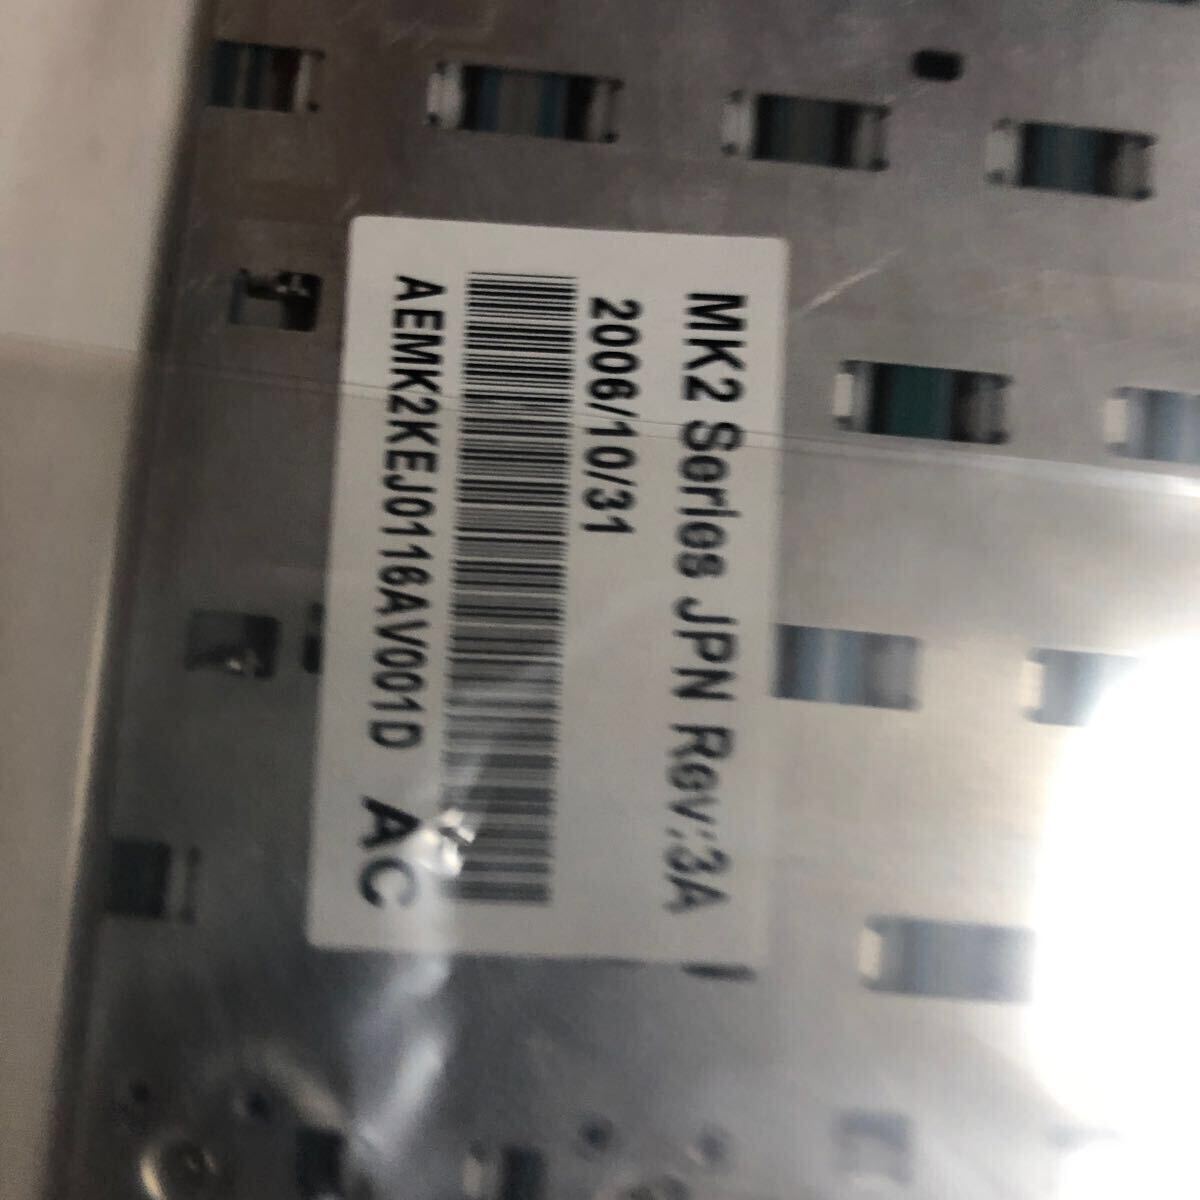 MK2 Series JPN Rev:3A
2006/10/31
AEMK2KEJ0116AV001D AC